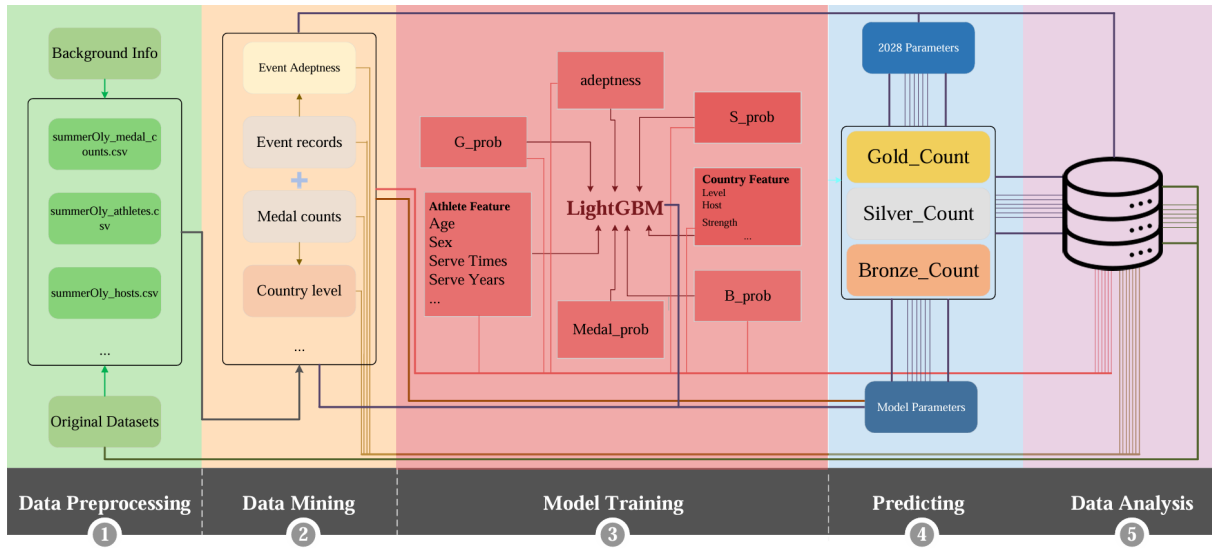 Background Info
summerOly_medal_c
ounts.csv
summerOly_athletes.c
sv
summerOly_hosts.csv
...
Original Datasets
Event Adeptness
Event records
Medal counts
Country level
...
adeptness
G_prob
S_prob
Athlete Feature
Age
Sex
Serve Times
Serve Years
...
LightGBM
Country Feature
Level
Host
Strength
...
Medal_prob
B_prob
2028 Parameters
Gold_Count
Silver_Count
Bronze_Count
Model Parameters
Data Preprocessing
1
Data Mining
2
Model Training
3
Predicting
4
Data Analysis
5